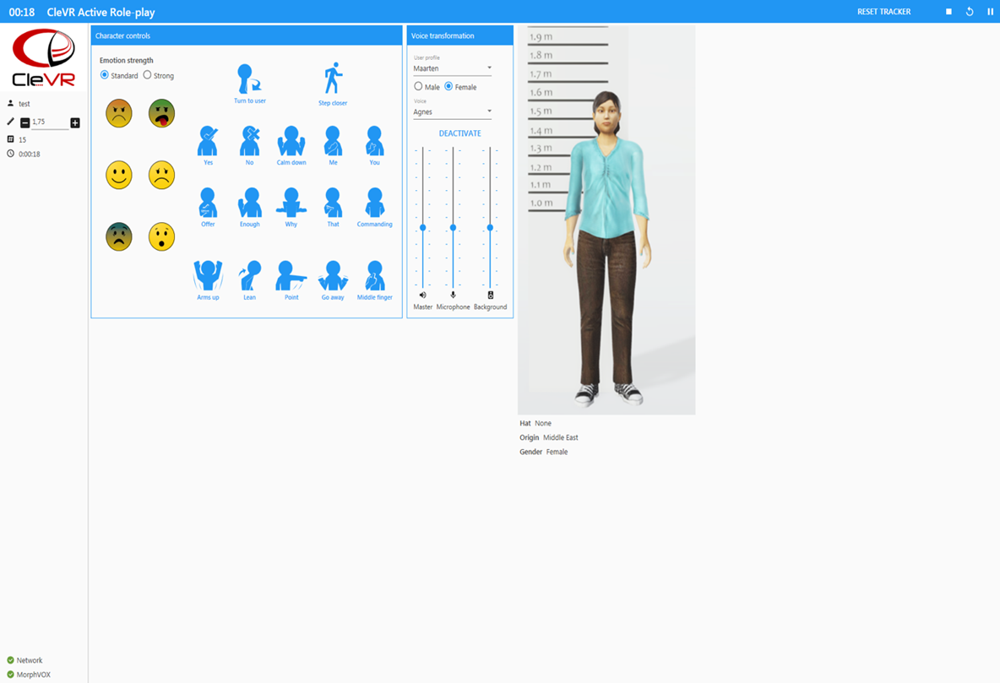 00:18 CleVR Active Role-play RESET TRACKER
CleVR
test
1,75
15
0:00:18
Network
MorphVOX
Character controls
Emotion strength
Standard Strong
Turn to user Step closer
Yes No Calm down Me You
Offer Enough Why That Commanding
Arms up Lean Point Go away Middle finger
Voice transformation
User profile
Maarten
Male Female
Voice
Agnes
DEACTIVATE
Master Microphone Background
1.9 m
1.8 m
1.7 m
1.6 m
1.5 m
1.4 m
1.3 m
1.2 m
1.1 m
1.0 m
Hat None
Origin Middle East
Gender Female